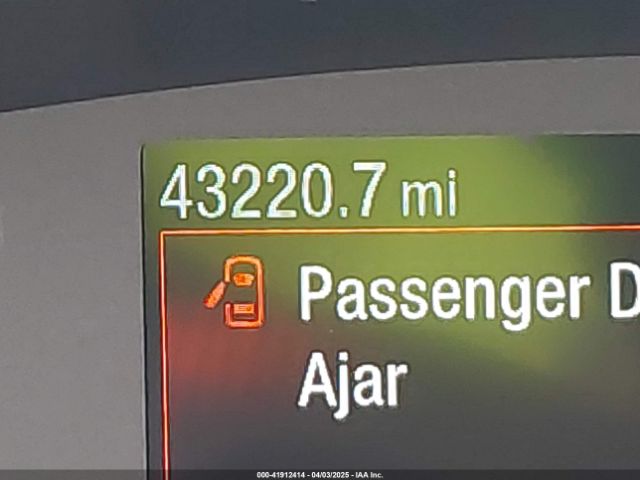 43220.7 mi
Passenger D
Ajar
000-41912414 - 04/03/2025 - IAA Inc.